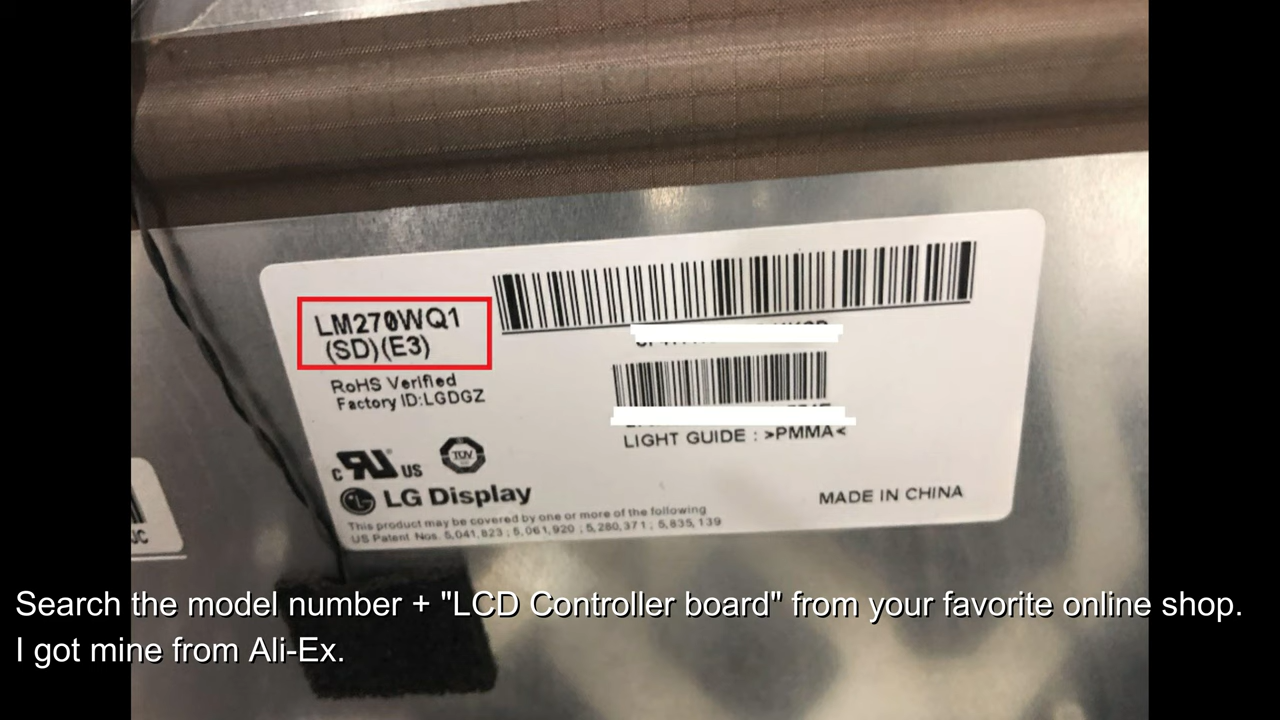 LM270WQ1
(SD)(E3)
RoHS Verified
Factory ID:LGDGZ
LIGHT GUIDE : >PMMA<
c RU US
TÜV
LG Display
MADE IN CHINA
This product may be covered by one or more of the following
US Patent Nos. 5,041,823 ; 5,061,920 ; 5,280,371 ; 5,835,139
Search the model number + "LCD Controller board" from your favorite online shop.
I got mine from Ali-Ex.